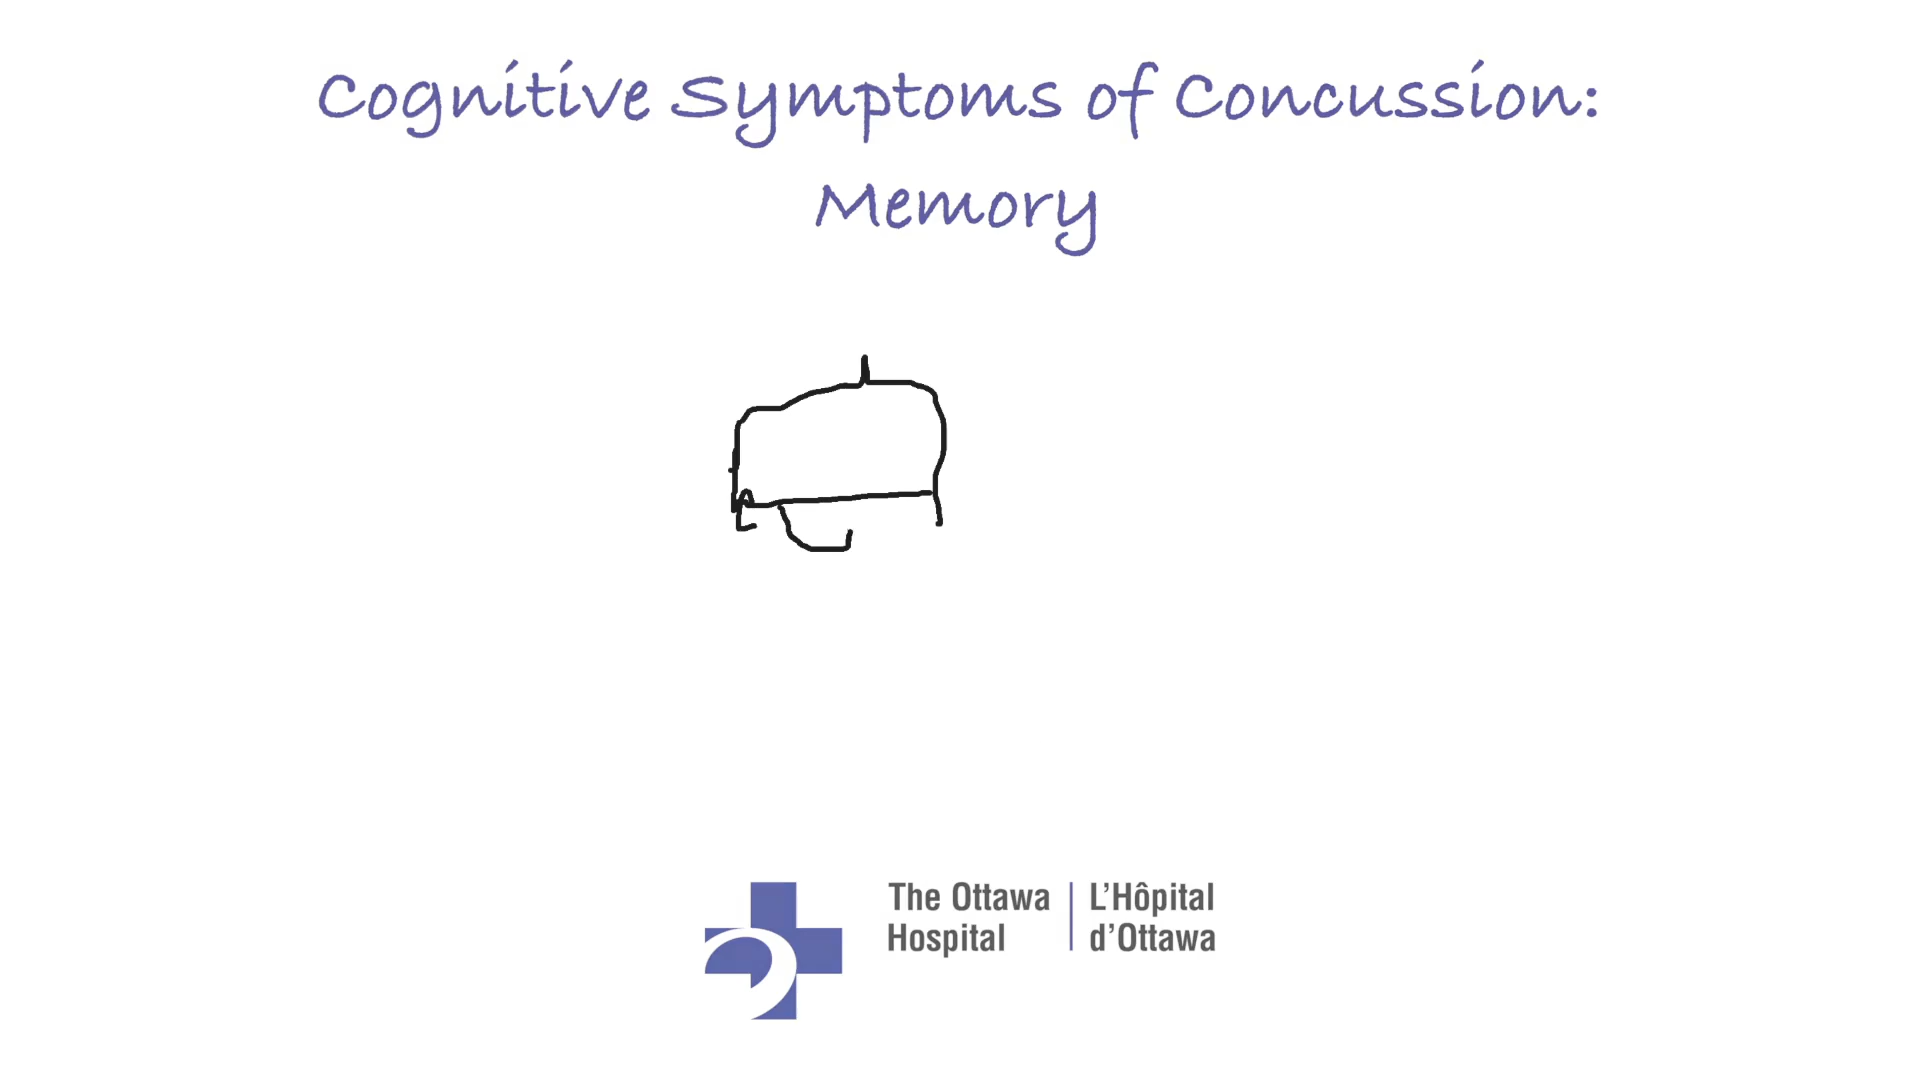 Cognitive Symptoms of Concussion:
Memory
The Ottawa
Hospital
L'Hôpital
d'Ottawa